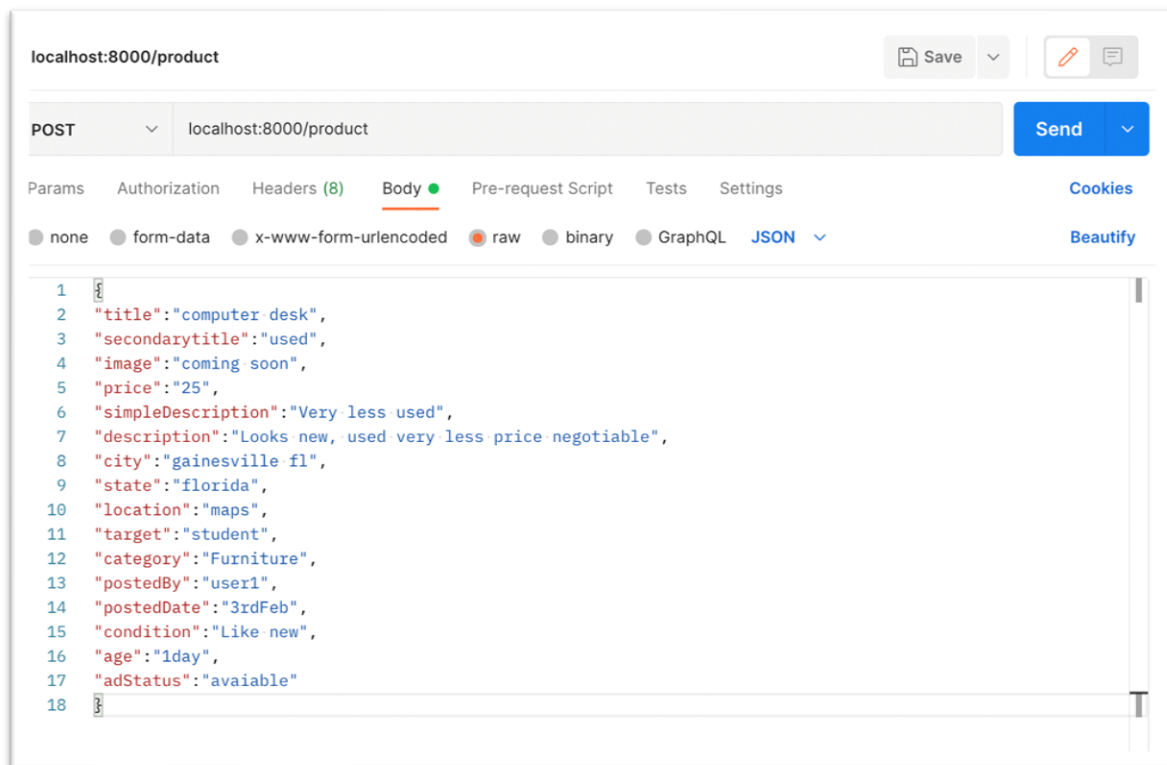 localhost:8000/product
Save
POST localhost:8000/product Send
Params Authorization Headers (8) Body Pre-request Script Tests Settings Cookies
none form-data x-www-form-urlencoded raw binary GraphQL JSON Beautify
1 {
2 "title":"computer desk",
3 "secondarytitle":"used",
4 "image":"coming soon",
5 "price":"25",
6 "simpleDescription":"Very less used",
7 "description":"Looks new, used very less price negotiable",
8 "city":"gainesville fl",
9 "state":"florida",
10 "location":"maps",
11 "target":"student",
12 "category":"Furniture",
13 "postedBy":"user1",
14 "postedDate":"3rdFeb",
15 "condition":"Like new",
16 "age":"1day",
17 "adStatus":"avaiable"
18 }